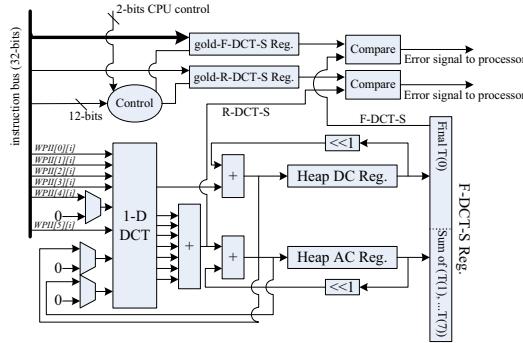 2-bits CPU control
instruction bus (32-bits)
gold-F-DCT-S Reg.
gold-R-DCT-S Reg.
Compare
Error signal to processor
Compare
Error signal to processor
12-bits
Control
R-DCT-S
F-DCT-S
WPII[0][i]
WPII[1][i]
WPII[2][i]
WPII[3][i]
WPII[4][i]
0
WPII[5][i]
1-D
DCT
0
0
+
+
+
<<1
Heap DC Reg.
Heap AC Reg.
<<1
Final T(0)
Sum of (T(1), ...T(7))
F-DCT-S Reg.